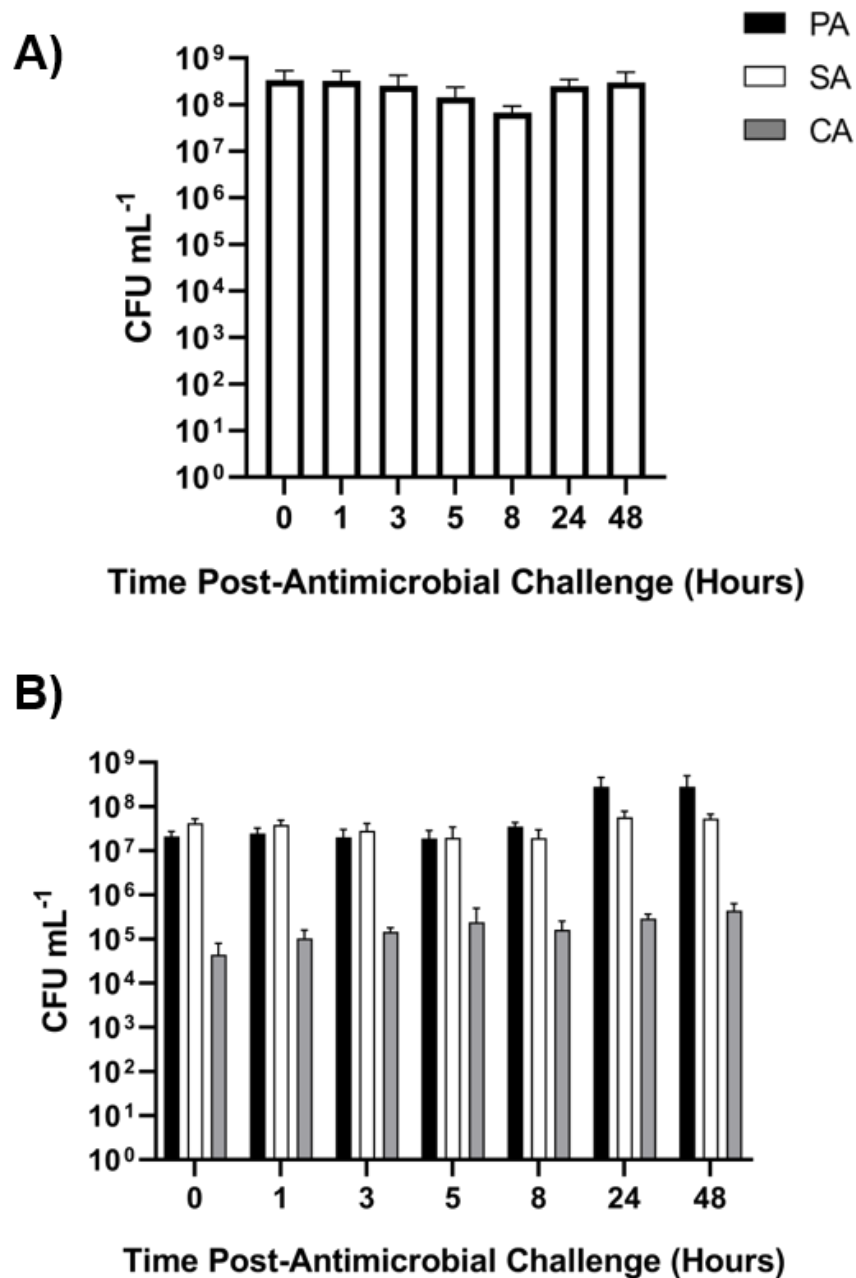 PA
SA
CA
A)
10⁹
10⁸
10⁷
10⁶
10⁵
10⁴
10³
10²
10¹
10⁰
CFU mL⁻¹
0 1 3 5 8 24 48
Time Post-Antimicrobial Challenge (Hours)
B)
10⁹
10⁸
10⁷
10⁶
10⁵
10⁴
10³
10²
10¹
10⁰
CFU mL⁻¹
0 1 3 5 8 24 48
Time Post-Antimicrobial Challenge (Hours)